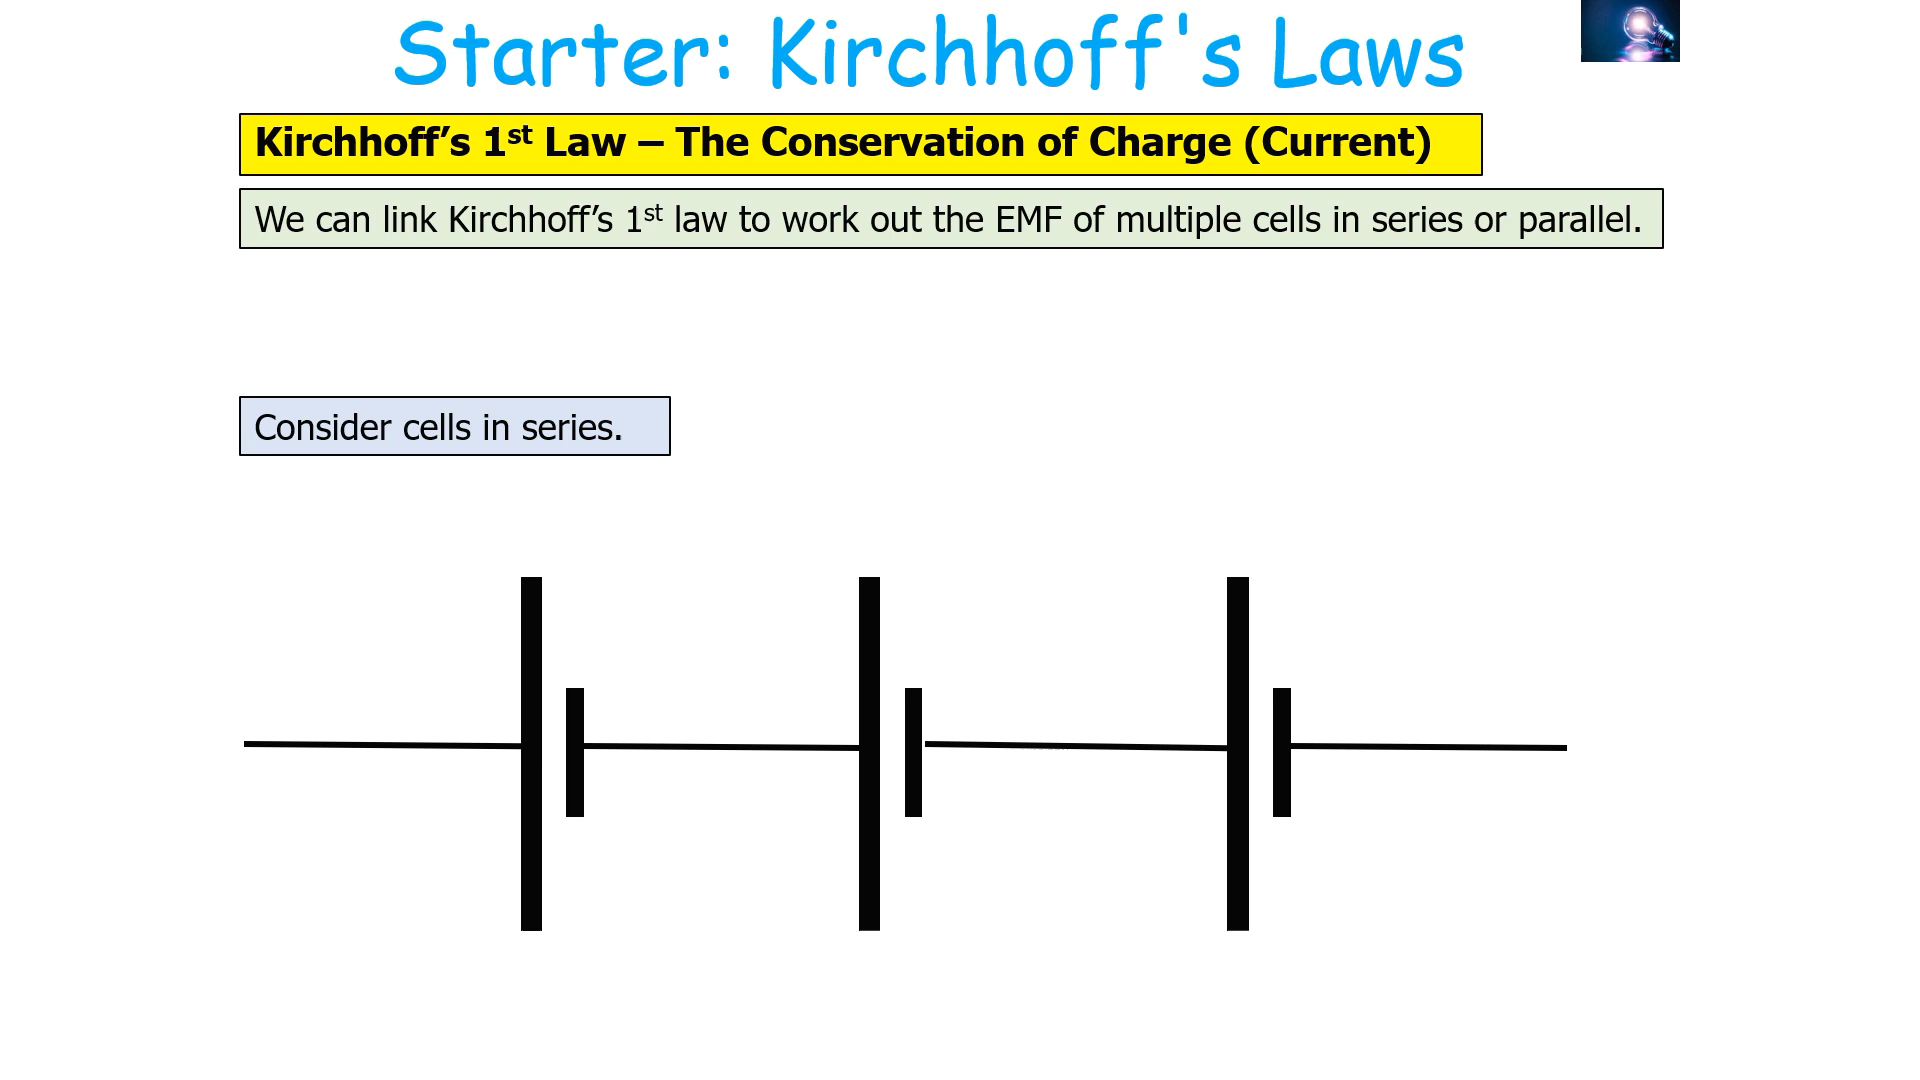 Starter: Kirchhoff's Laws
Kirchhoff’s 1st Law – The Conservation of Charge (Current)
We can link Kirchhoff’s 1st law to work out the EMF of multiple cells in series or parallel.
Consider cells in series.